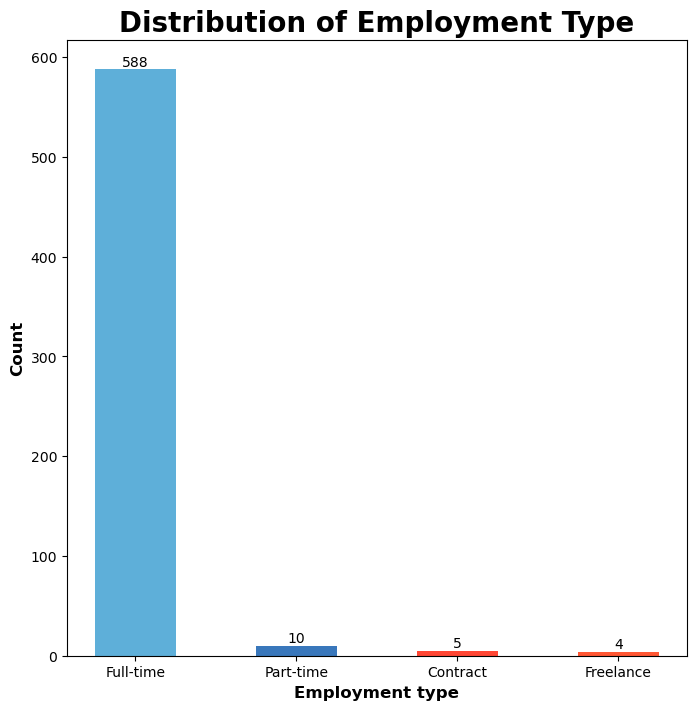 Distribution of Employment Type
600
588
500
400
300
200
100
0
Count
10
5
4
Full-time Part-time Contract Freelance
Employment type